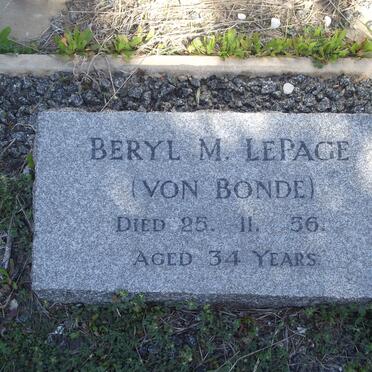 BERYL M. LEPAGE
(VON BONDE)
DIED 25. 11. 56.
AGED 34 YEARS